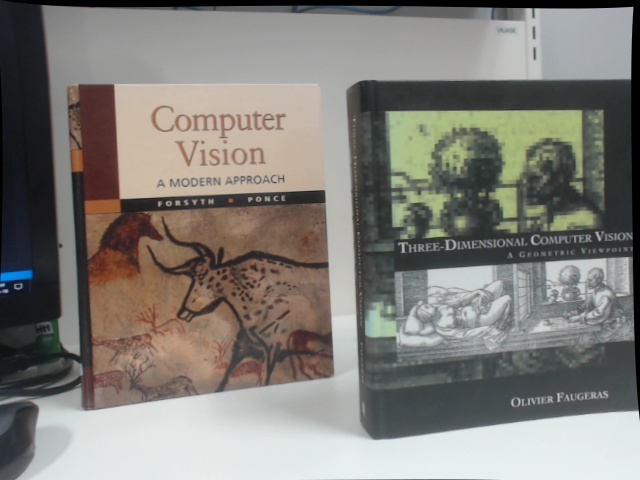 Computer
Vision
A MODERN APPROACH
FORSYTH ▪ PONCE
THREE-DIMENSIONAL COMPUTER VISION
A GEOMETRIC VIEWPOINT
OLIVIER FAUGERAS